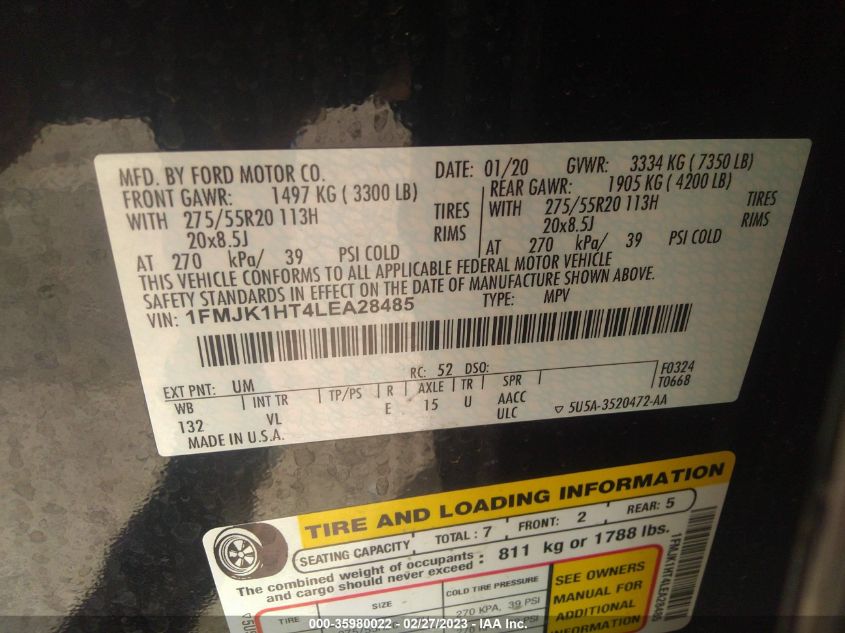 MFD. BY FORD MOTOR CO.
DATE: 01/20 GVWR: 3334 KG ( 7350 LB)
FRONT GAWR: 1497 KG ( 3300 LB)
REAR GAWR: 1905 KG ( 4200 LB)
WITH 275/55R20 113H TIRES
WITH 275/55R20 113H TIRES
20x8.5J RIMS
20x8.5J RIMS
AT 270 kPa/ 39 PSI COLD
AT 270 kPa/ 39 PSI COLD
THIS VEHICLE CONFORMS TO ALL APPLICABLE FEDERAL MOTOR VEHICLE
SAFETY STANDARDS IN EFFECT ON THE DATE OF MANUFACTURE SHOWN ABOVE.
VIN: 1FMJK1HT4LEA28485 TYPE: MPV
EXT PNT: UM RC: 52 DSO:
F0324
T0668
WB INT TR TP/PS R AXLE TR SPR
132 VL E 15 U AACC
ULC
▽ 5U5A-3520472-AA
MADE IN U.S.A.
TIRE AND LOADING INFORMATION
SEATING CAPACITY TOTAL : 7 FRONT: 2 REAR: 5
The combined weight of occupants : 811 kg or 1788 lbs.
and cargo should never exceed :
TIRE SIZE COLD TIRE PRESSURE
270 KPA, 39 PSI
SEE OWNERS
MANUAL FOR
ADDITIONAL
INFORMATION
1FMJK1HT4LEA28485
000-35980022 - 02/27/2023 - IAAI.com